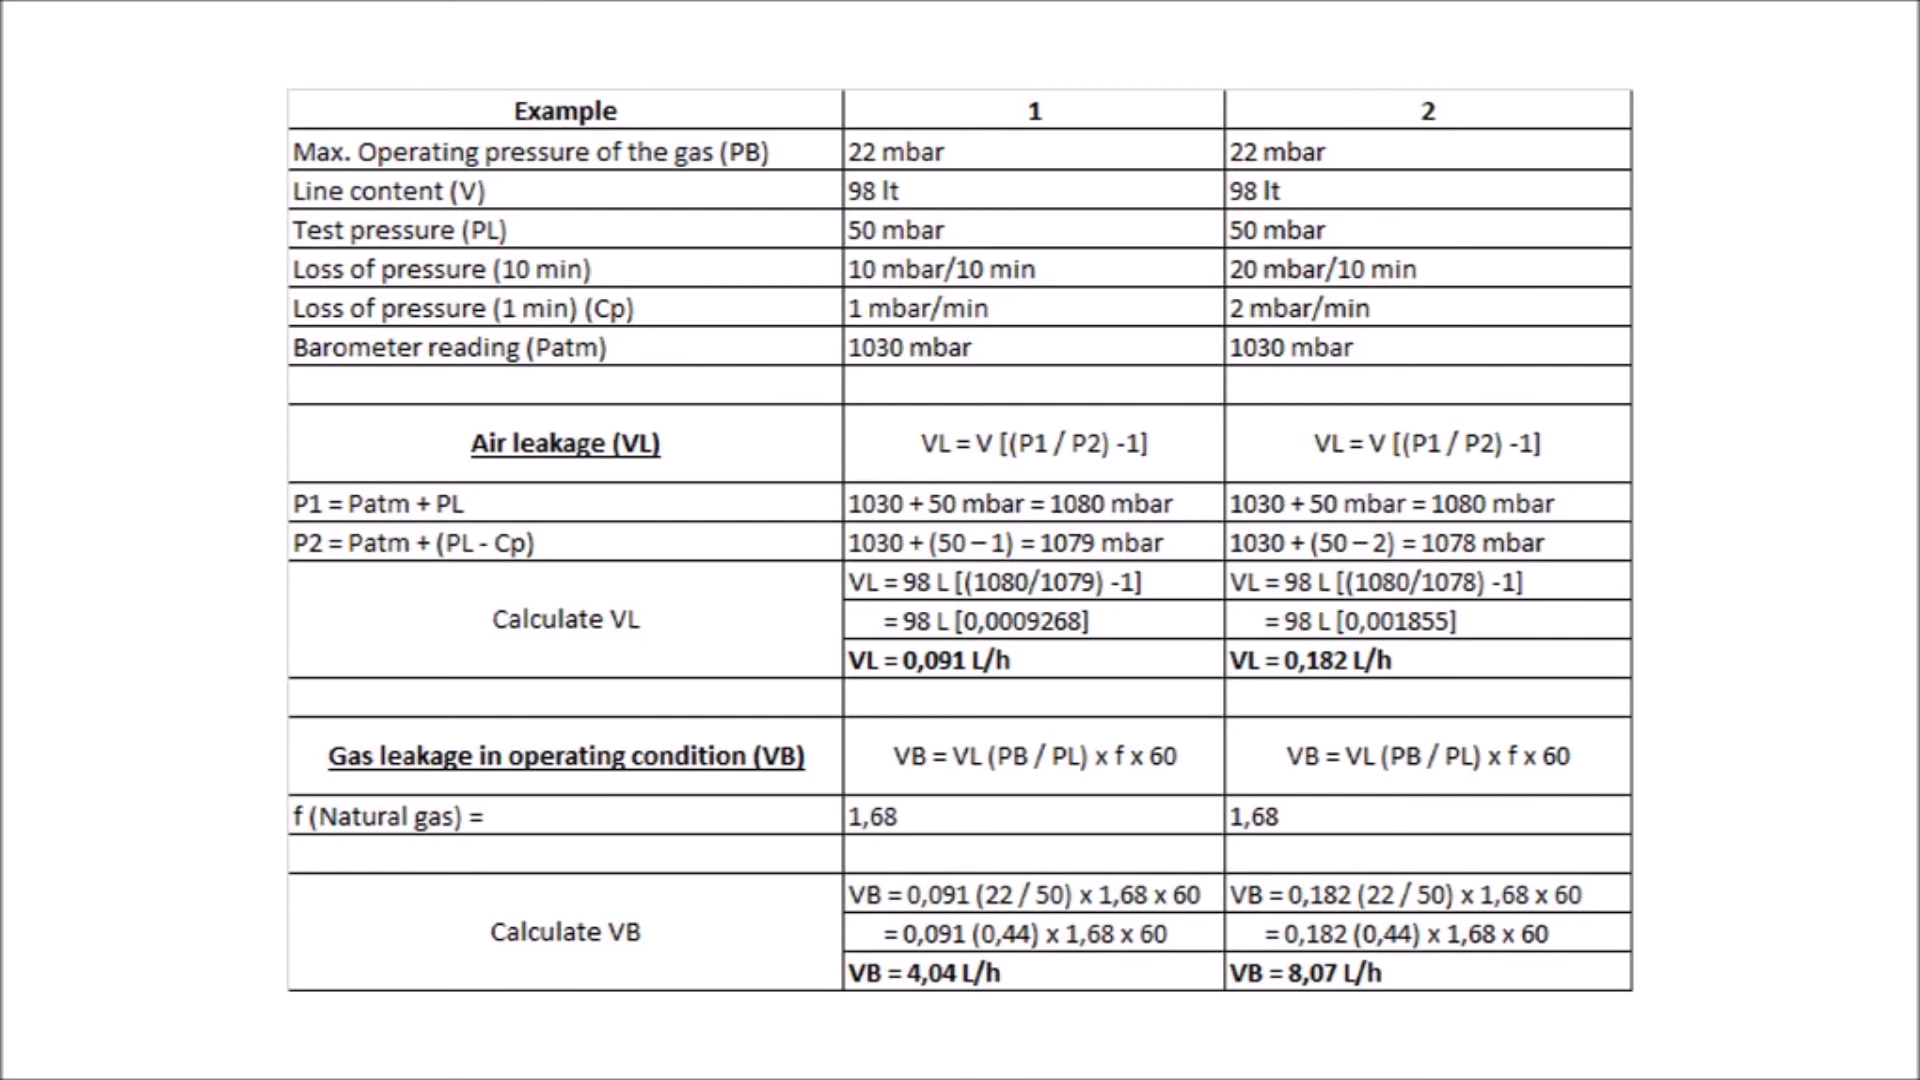 Example 1 2
Max. Operating pressure of the gas (PB) 22 mbar 22 mbar
Line content (V) 98 lt 98 lt
Test pressure (PL) 50 mbar 50 mbar
Loss of pressure (10 min) 10 mbar/10 min 20 mbar/10 min
Loss of pressure (1 min) (Cp) 1 mbar/min 2 mbar/min
Barometer reading (Patm) 1030 mbar 1030 mbar
Air leakage (VL) VL = V [(P1 / P2) -1] VL = V [(P1 / P2) -1]
P1 = Patm + PL 1030 + 50 mbar = 1080 mbar 1030 + 50 mbar = 1080 mbar
P2 = Patm + (PL - Cp) 1030 + (50 – 1) = 1079 mbar 1030 + (50 – 2) = 1078 mbar
VL = 98 L [(1080/1079) -1] VL = 98 L [(1080/1078) -1]
Calculate VL = 98 L [0,0009268] = 98 L [0,001855]
VL = 0,091 L/h VL = 0,182 L/h
Gas leakage in operating condition (VB) VB = VL (PB / PL) x f x 60 VB = VL (PB / PL) x f x 60
f (Natural gas) = 1,68 1,68
VB = 0,091 (22 / 50) x 1,68 x 60 VB = 0,182 (22 / 50) x 1,68 x 60
Calculate VB = 0,091 (0,44) x 1,68 x 60 = 0,182 (0,44) x 1,68 x 60
VB = 4,04 L/h VB = 8,07 L/h